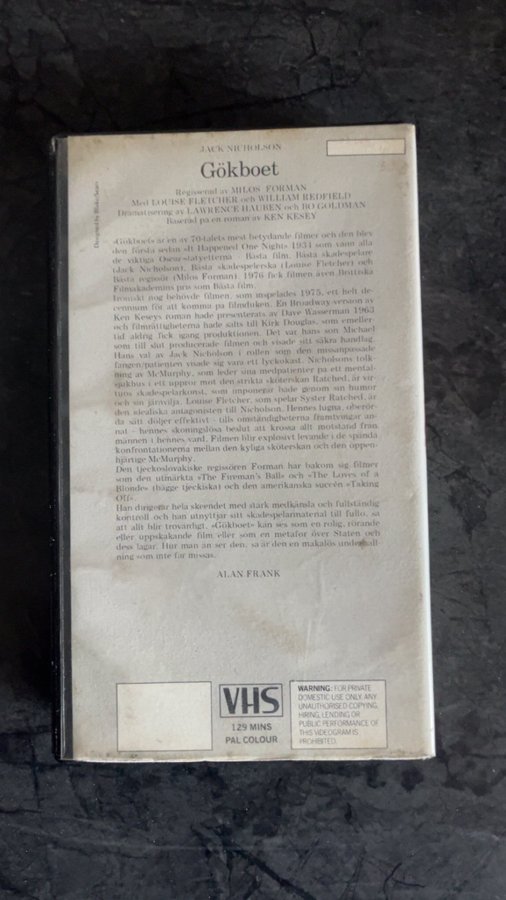 JACK NICHOLSON
Gökboet
Regisserad av MILOS FORMAN
Med LOUISE FLETCHER och WILLIAM REDFIELD
Dramatisering av LAWRENCE HAUBEN och BO GOLDMAN
Baserad på en roman av KEN KESEY
»Gökboet« är en av 70-talets mest betydande filmer och den blev
den första sedan »It Happened One Night« 1934 som vann alla
de viktiga Oscar-statyetterna - Bästa film, Bästa skådespelare
(Jack Nicholson), Bästa skådespelerska (Louise Fletcher) och
Bästa regissör (Milos Forman). 1976 fick filmen även Brittiska
Filmakademins pris som Bästa film.
Ironiskt nog behövde filmen, som inspelades 1975, ett helt de-
cennium för att komma på filmduken. En Broadway version av
Ken Keseys roman hade presenterats av Dave Wasserman 1963
och filmrättigheterna hade sålts till Kirk Douglas, som emeller-
tid aldrig fick igång produktionen. Det var hans son Michael
som till slut producerade filmen och visade sitt säkra handlag.
Hans val av Jack Nicholson i rollen som den missanpassade
fången/patienten visade sig vara ett lyckokast. Nicholsons tolk-
ning av McMurphy, som leder sina medpatienter på ett mental-
sjukhus i ett uppror mot den strikta sköterskan Ratched, är vir-
tuos skådespelarkonst, som imponerar både genom sin humor
och sin järnvilja. Louise Fletcher, som spelar Syster Ratched, är
den idealiska antagonisten till Nicholson. Hennes lugna, oberör-
da sätt döljer effektivt - tills omständigheterna framtvingar an-
nat - hennes skoningslösa beslut att krossa allt motstånd från
männen i hennes vård. Filmen blir explosivt levande i de spända
konfrontationerna mellan den kyliga sköterskan och den öppen-
hjärtige McMurphy.
Den tjeckoslovakiske regissören Forman har bakom sig filmer
som den utmärkta »The Fireman's Ball« och »The Loves of a
Blonde« (bägge tjeckiska) och den amerikanska succén »Taking
Off«.
Han dirigerar hela skeendet med stark medkänsla och fullständig
kontroll och han utnyttjar sitt skådespelarmaterial till fullo, så
att allt blir trovärdigt. »Gökboet« kan ses som en rolig, rörande
eller uppskakande film eller som en metafor över Staten och
dess lagar. Hur man än ser den, så är den en makalös underhåll-
ning som inte får missas.
ALAN FRANK
VHS
129 MINS
PAL COLOUR
WARNING: FOR PRIVATE
DOMESTIC USE ONLY. ANY
UNAUTHORISED COPYING,
HIRING, LENDING OR
PUBLIC PERFORMANCE OF
THIS VIDEOGRAM IS
PROHIBITED.